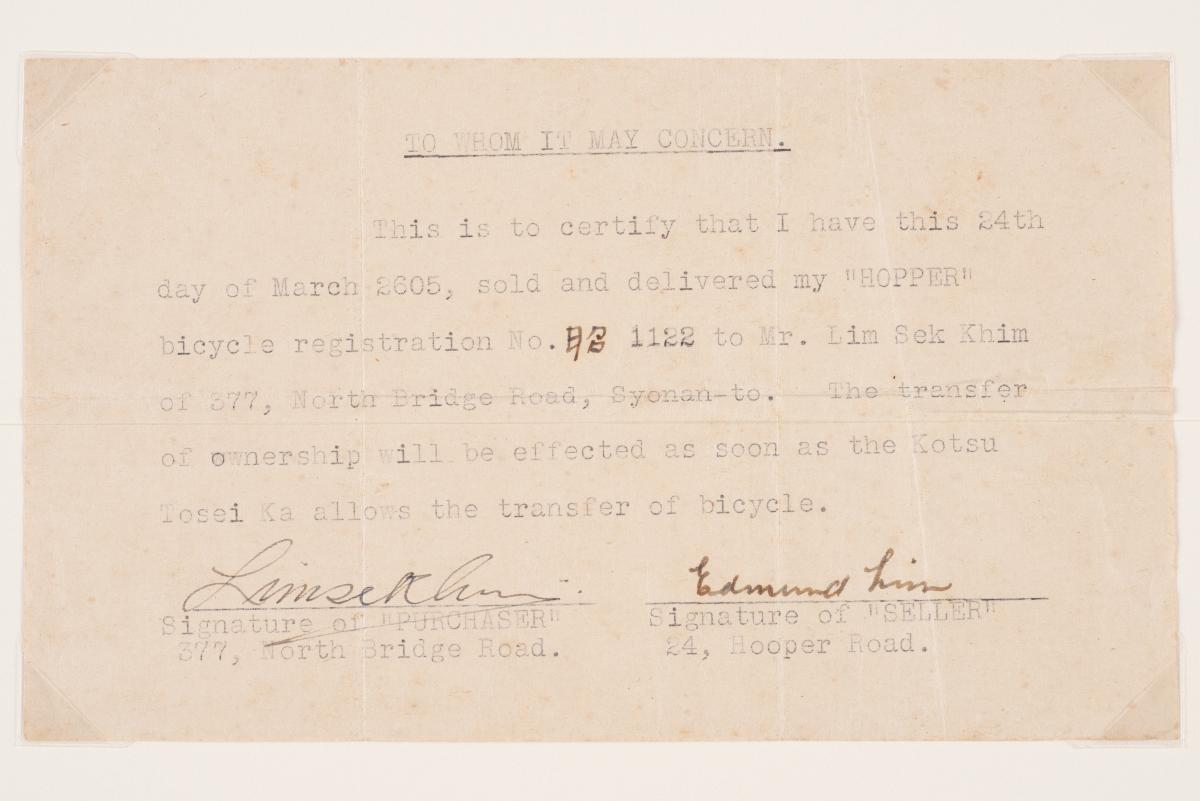 TO WHOM IT MAY CONCERN.
This is to certify that I have this 24th
day of March 2605, sold and delivered my "HOPPER"
bicycle registration No. 1122 to Mr. Lim Sek Khim
of 377, North Bridge Road, Syonan-to. The transfer
of ownership will be effected as soon as the Kotsu
Tosei Ka allows the transfer of bicycle.
Limsekkhim Edmund Lim
Signature of "PURCHASER" Signature of "SELLER"
377, North Bridge Road. 24, Hooper Road.